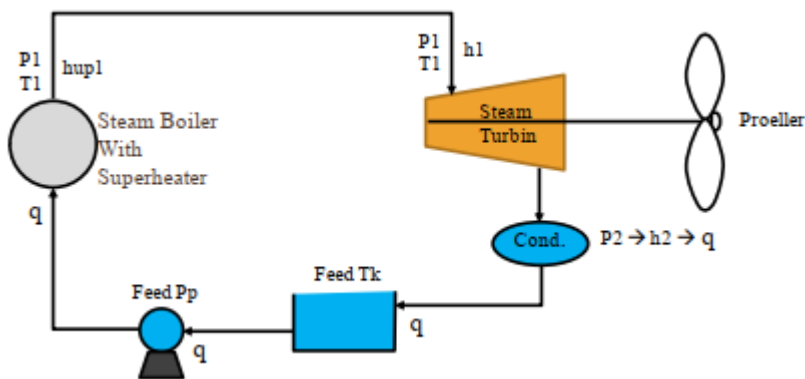 P1
T1
hup1
P1
T1
h1
Steam Boiler
With
Superheater
Steam
Turbin
Proeller
q
Cond.
P2 → h2 → q
Feed Tk
Feed Pp
q
q